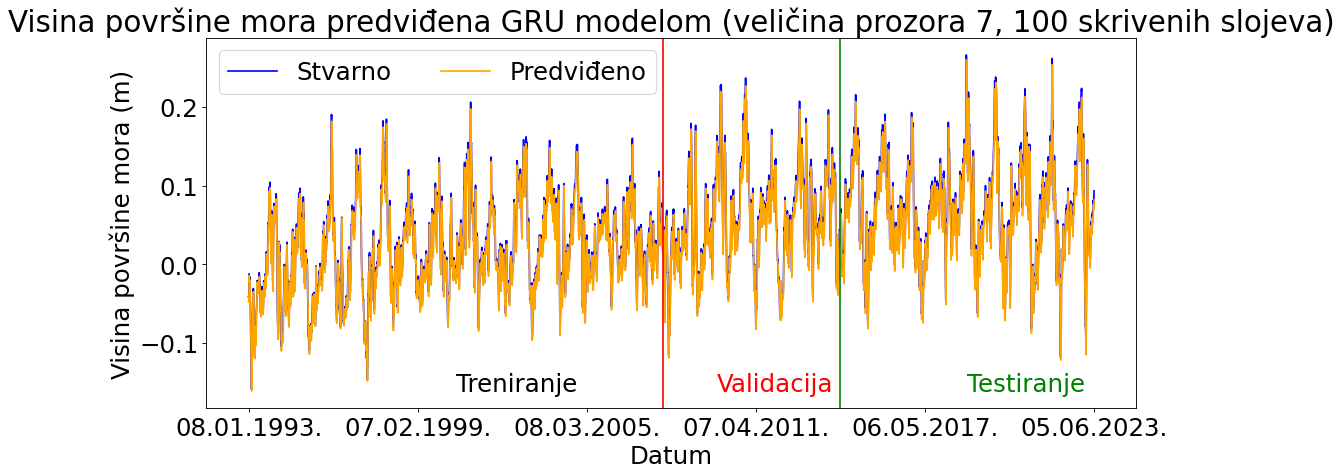 Visina površine mora predviđena GRU modelom (veličina prozora 7, 100 skrivenih slojeva)
Stvarno Predviđeno
Visina površine mora (m)
0.2
0.1
0.0
−0.1
Treniranje Validacija Testiranje
08.01.1993. 07.02.1999. 08.03.2005. 07.04.2011. 06.05.2017. 05.06.2023.
Datum